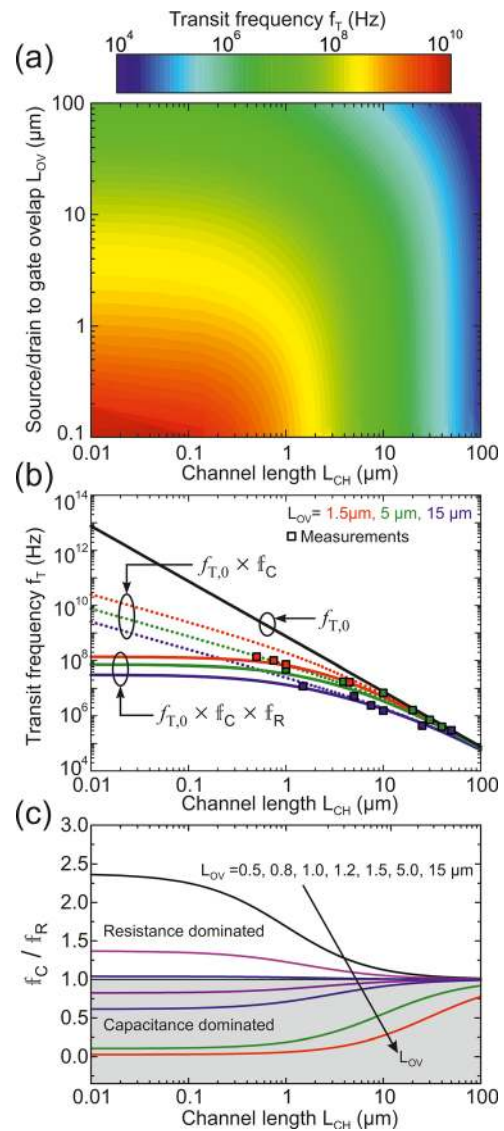 Transit frequency f_T (Hz)
10^4 10^6 10^8 10^10
(a)
Source/drain to gate ovelap L_OV (µm)
100
10
1
0.1
0.01 0.1 1 10 100
Channel length L_CH (µm)
(b)
Transit frequency f_T (Hz)
10^14
10^12
10^10
10^8
10^6
10^4
L_OV= 1.5µm, 5 µm, 15 µm
Measurements
f_T,0 × f_C
f_T,0
f_T,0 × f_C × f_R
0.01 0.1 1 10 100
Channel length L_CH (µm)
(c)
f_C / f_R
3.0
2.5
2.0
1.5
1.0
0.5
0.0
L_OV =0.5, 0.8, 1.0, 1.2, 1.5, 5.0, 15 µm
Resistance dominated
Capacitance dominated
L_OV
0.01 0.1 1 10 100
Channel length L_CH (µm)